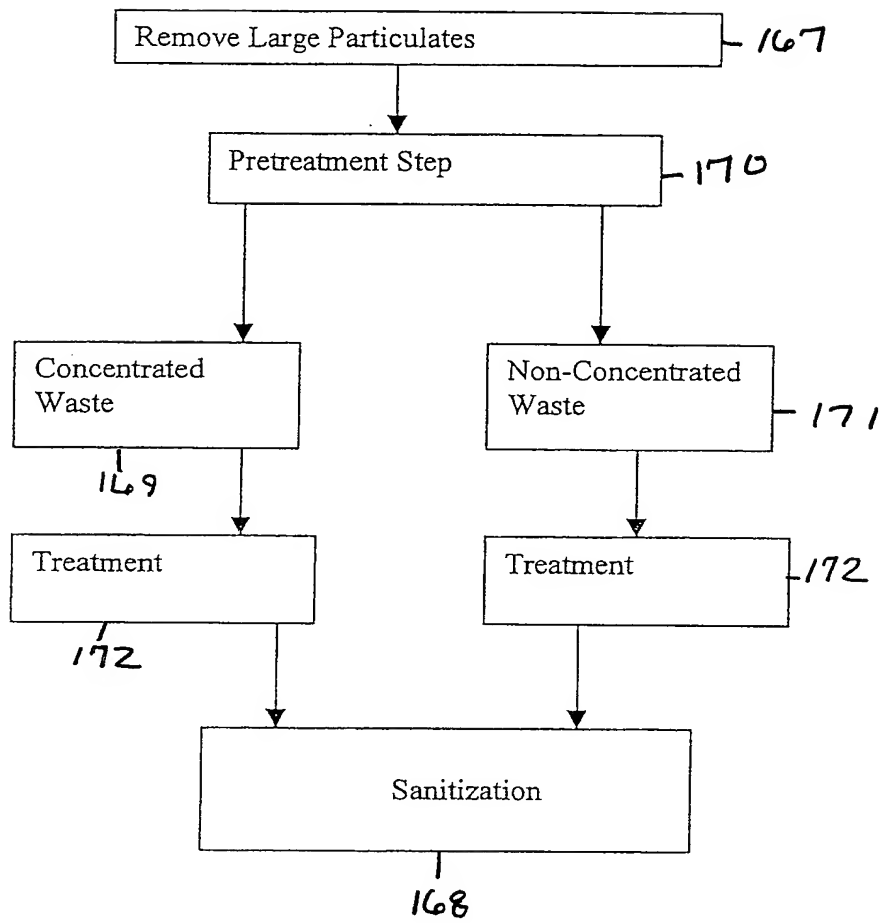 Remove Large Particulates 167
Pretreatment Step 170
Concentrated
Waste
169
Non-Concentrated
Waste
171
Treatment
172
Treatment 172
Sanitization
168